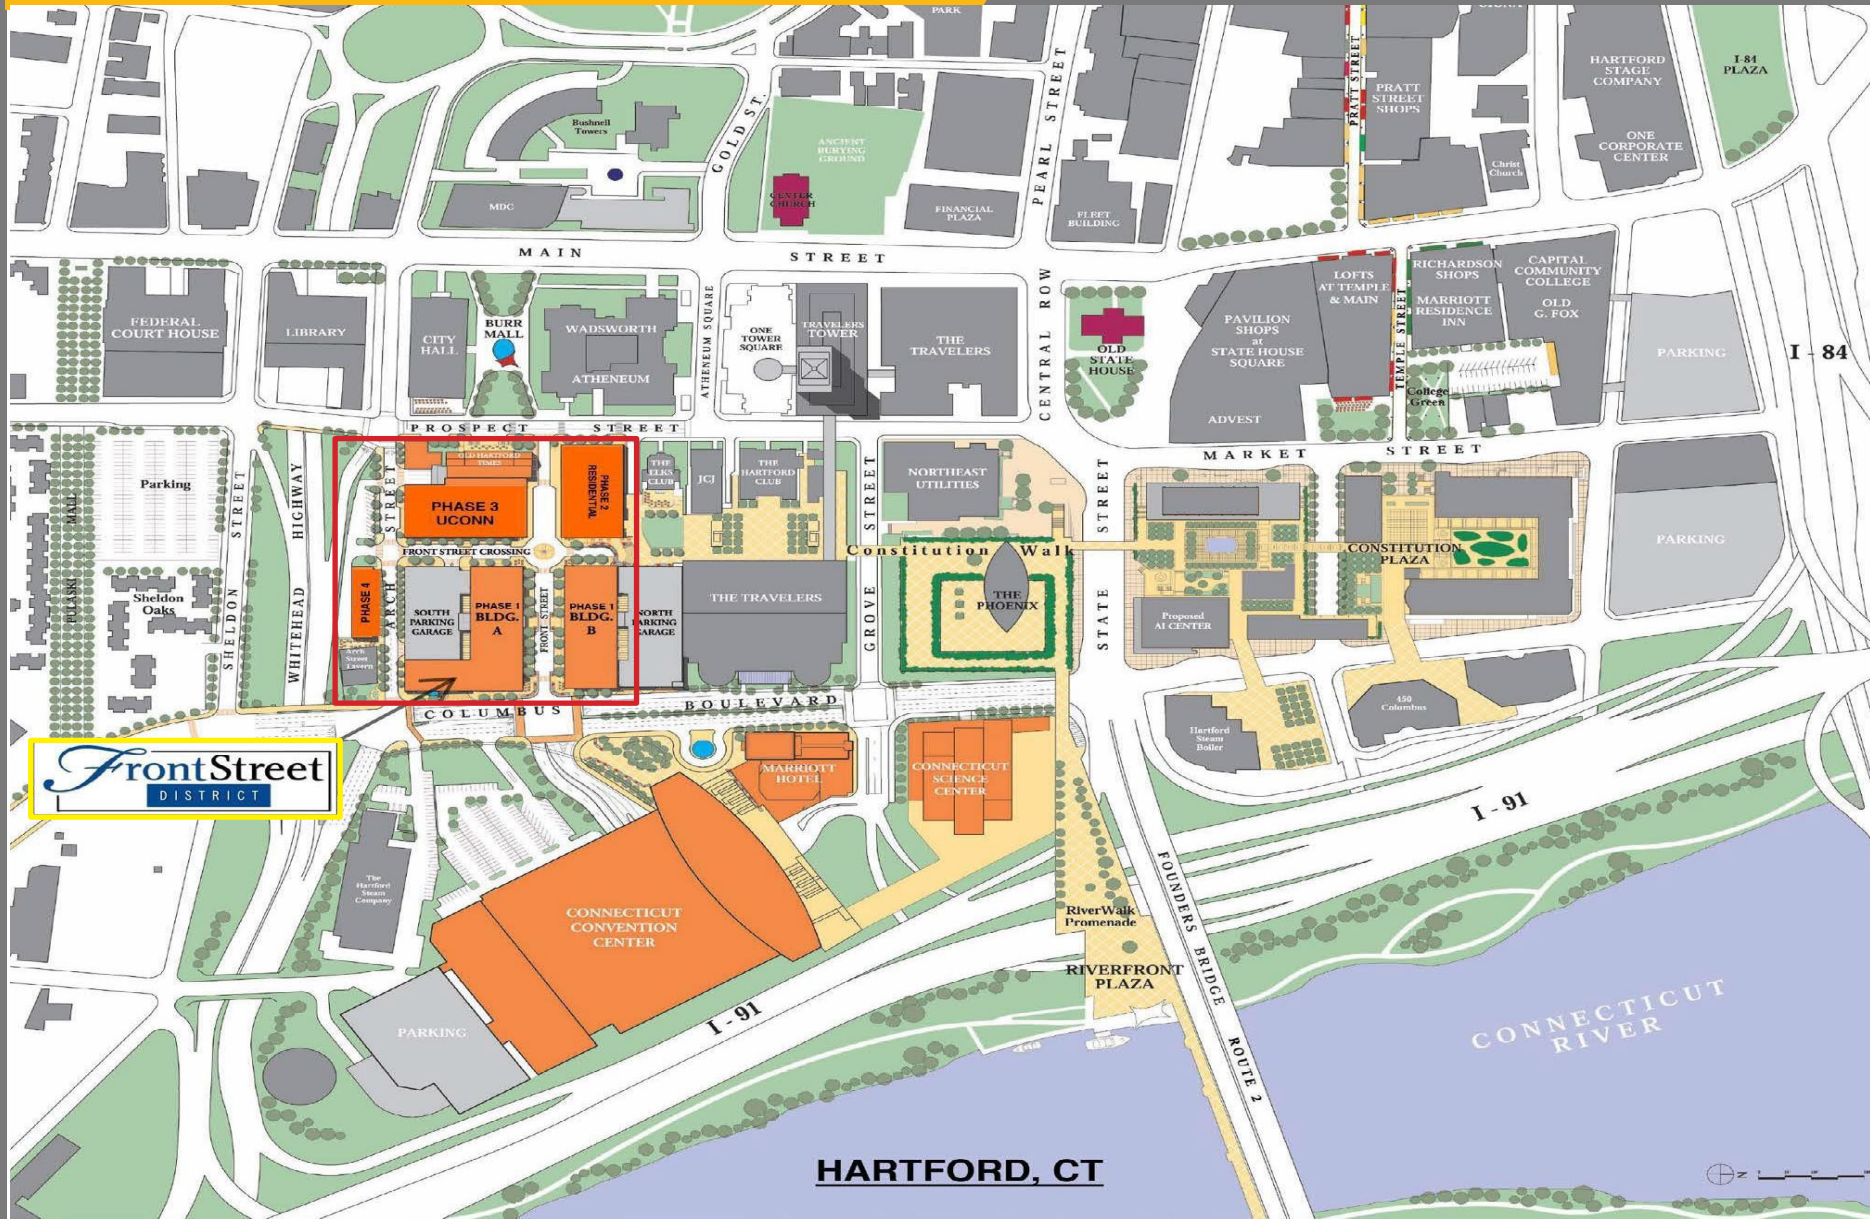 PARK
HARTFORD
STAGE
COMPANY
ONE
CORPORATE
CENTER
I-84
PLAZA
PRATT STREET
PRATT
STREET
SHOPS
Christ
Church
PEARL STREET
GOLD ST.
Bushnell
Towers
ANCIENT
BURYING
GROUND
CENTER
CHURCH
MDC
FINANCIAL
PLAZA
FLEET
BUILDING
MAIN STREET
FEDERAL
COURT HOUSE
LIBRARY
CITY
HALL
BURR
MALL
WADSWORTH
ATHENEUM
ATHENEUM SQUARE
ONE
TOWER
SQUARE
TRAVELERS
TOWER
THE
TRAVELERS
CENTRAL ROW
OLD
STATE
HOUSE
PAVILION
SHOPS
at
STATE HOUSE
SQUARE
ADVEST
LOFTS
AT TEMPLE
& MAIN
TEMPLE STREET
RICHARDSON
SHOPS
MARRIOTT
RESIDENCE
INN
CAPITAL
COMMUNITY
COLLEGE
OLD
G. FOX
College
Green
PARKING
I - 84
PROSPECT STREET
MARKET STREET
Parking
PULASKI MALL
SHELDON STREET
WHITEHEAD HIGHWAY
ARCH STREET
OLD HARTFORD
TIMES
PHASE 3
UCONN
PHASE 2
RESIDENTIAL
THE
ELKS
CLUB
JCJ
THE
HARTFORD
CLUB
GROVE STREET
NORTHEAST
UTILITIES
STATE STREET
Constitution Walk
CONSTITUTION
PLAZA
PARKING
FRONT STREET CROSSING
Sheldon
Oaks
PHASE 4
SOUTH
PARKING
GARAGE
PHASE 1
BLDG.
A
FRONT STREET
PHASE 1
BLDG.
B
NORTH
PARKING
GARAGE
THE TRAVELERS
THE
PHOENIX
Proposed
AI CENTER
Arch
Street
Tavern
COLUMBUS BOULEVARD
FrontStreet
DISTRICT
MARRIOTT
HOTEL
CONNECTICUT
SCIENCE
CENTER
Hartford
Steam
Boiler
450
Columbus
I - 91
The
Hartford
Steam
Company
CONNECTICUT
CONVENTION
CENTER
RiverWalk
Promenade
RIVERFRONT
PLAZA
FOUNDERS BRIDGE ROUTE 2
PARKING
I - 91
CONNECTICUT
RIVER
HARTFORD, CT
N